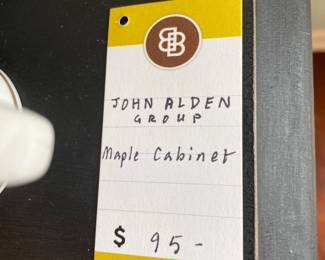 JOHN ALDEN
GROUP
Maple Cabinet
$ 95-